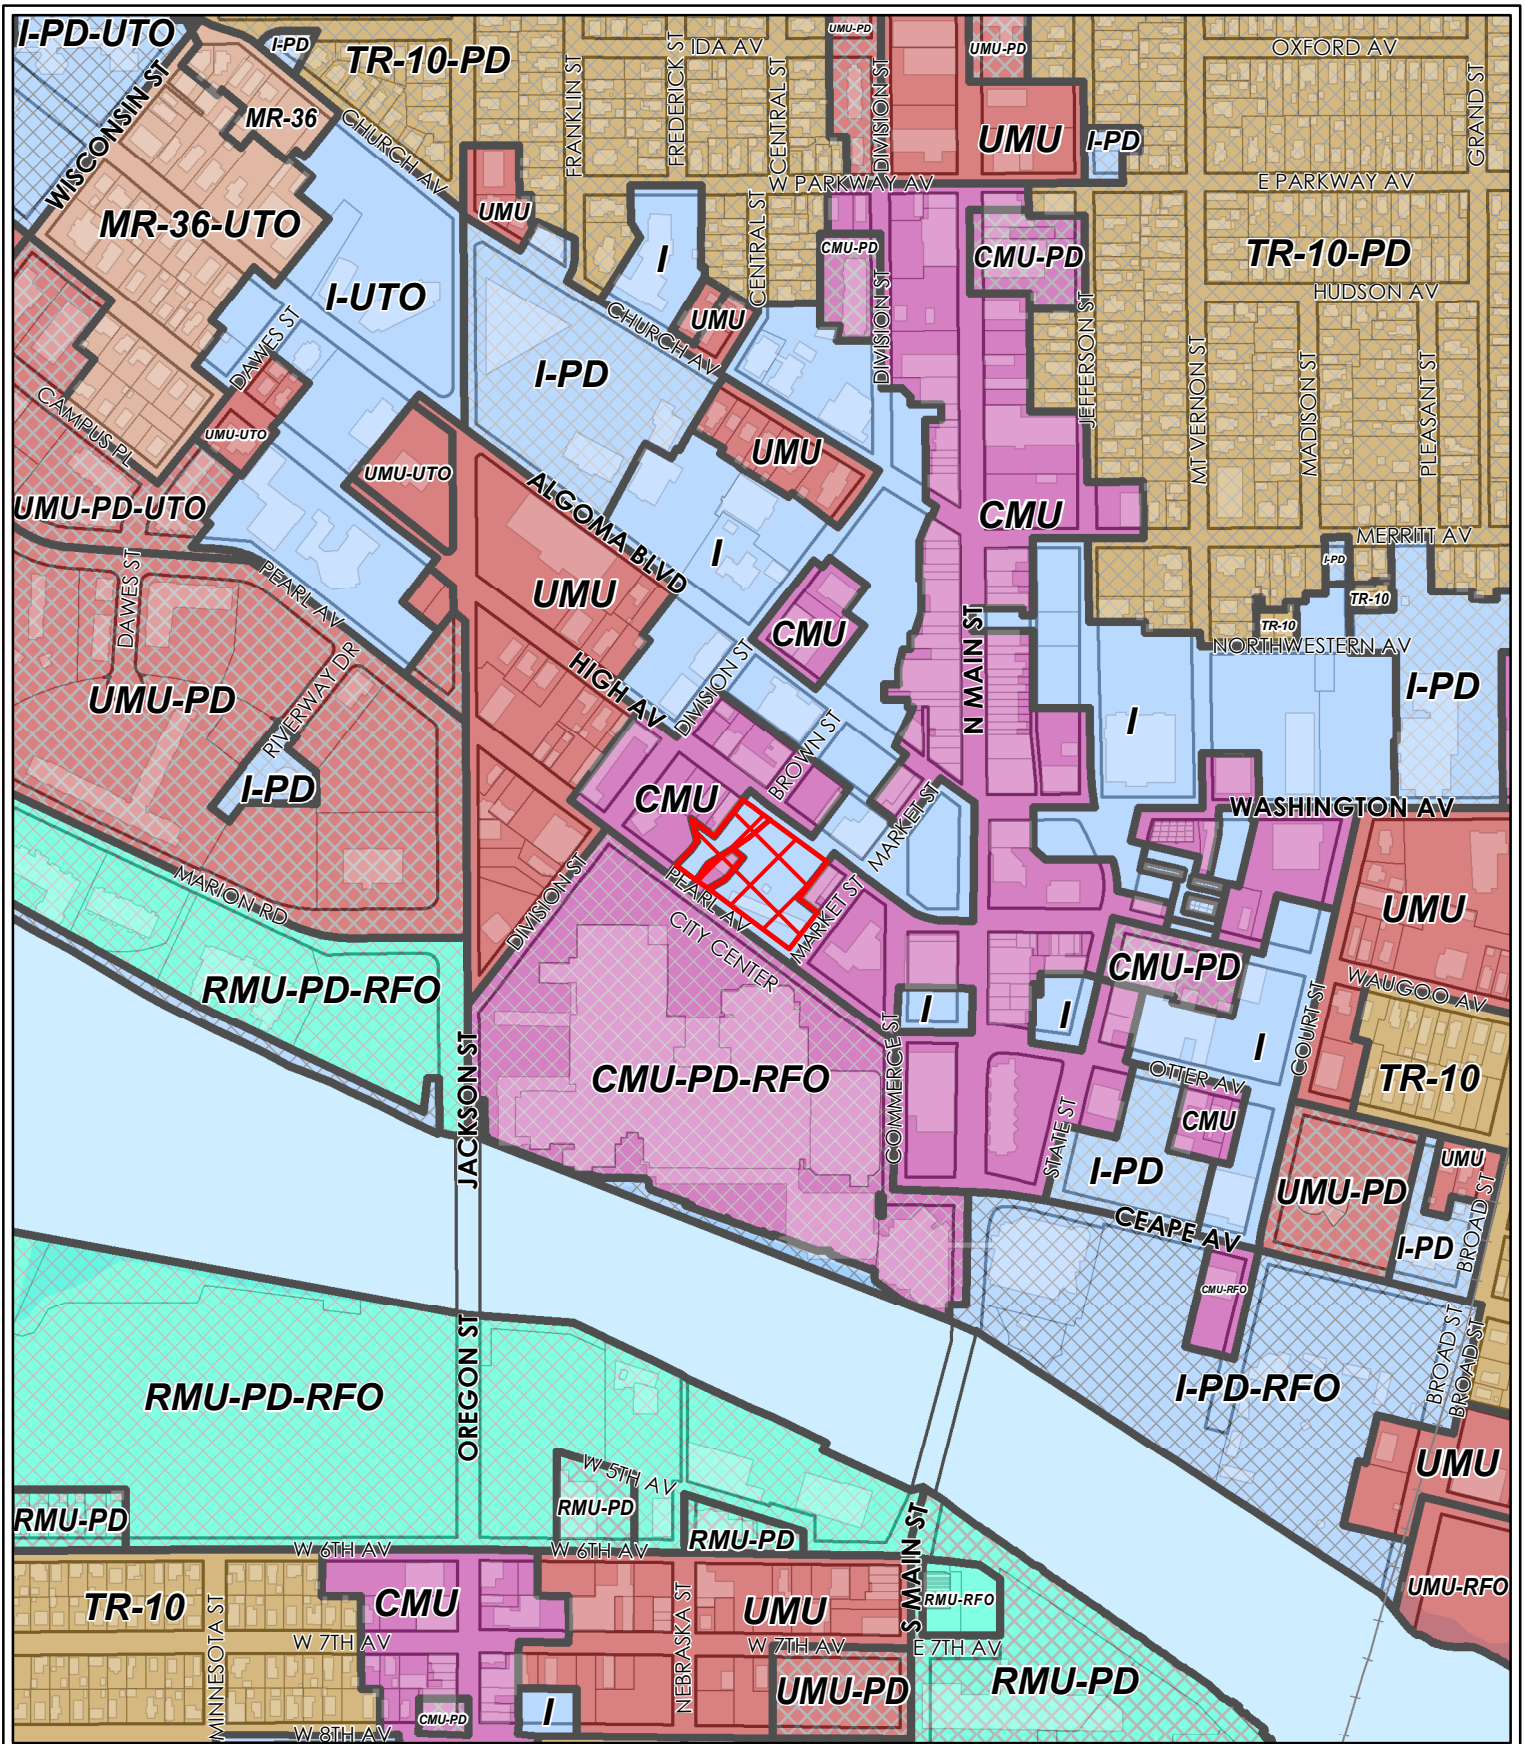 I-PD-UTO
I-PD
TR-10-PD
IDA AV
UMU-PD
UMU-PD
OXFORD AV
WISCONSIN ST
MR-36
CHURCH AV
FRANKLIN ST
FREDERICK ST
CENTRAL ST
DIVISION ST
UMU
I-PD
GRAND ST
W PARKWAY AV
E PARKWAY AV
MR-36-UTO
UMU
I
CENTRAL ST
CMU-PD
CMU-PD
TR-10-PD
I-UTO
HUDSON AV
DAWES ST
CHURCH AV
UMU
DIVISION ST
JEFFERSON ST
MT VERNON ST
MADISON ST
PLEASANT ST
I-PD
CAMPUS PL
UMU-UTO
UMU-UTO
UMU
UMU-PD-UTO
ALGOMA BLVD
CMU
I
MERRITT AV
I-PD
DAWES ST
PEARL AV
UMU
TR-10
CMU
TR-10
NORTHWESTERN AV
UMU-PD
RIVERWAY DR
HIGH AV
DIVISION ST
N MAIN ST
I-PD
I
I-PD
CMU
BROWN ST
MARKET ST
WASHINGTON AV
MARION RD
DIVISION ST
PEARL AV
CITY CENTER
MARKET ST
UMU
RMU-PD-RFO
CMU-PD
WAUGOO AV
I
I
I
COURT ST
JACKSON ST
CMU-PD-RFO
COMMERCE ST
STATE ST
OTTER AV
TR-10
CMU
I-PD
UMU-PD
UMU
CEAPE AV
I-PD
BROAD ST
CMU-RFO
OREGON ST
RMU-PD-RFO
I-PD-RFO
BROAD ST
BROAD ST
UMU
W 5TH AV
RMU-PD
RMU-PD
RMU-PD
S MAIN ST
W 6TH AV
W 6TH AV
TR-10
MINNESOTA ST
CMU
NEBRASKA ST
UMU
RMU-RFO
UMU-RFO
W 7TH AV
W 7TH AV
E 7TH AV
UMU-PD
RMU-PD
CMU-PD
I
W 8TH AV